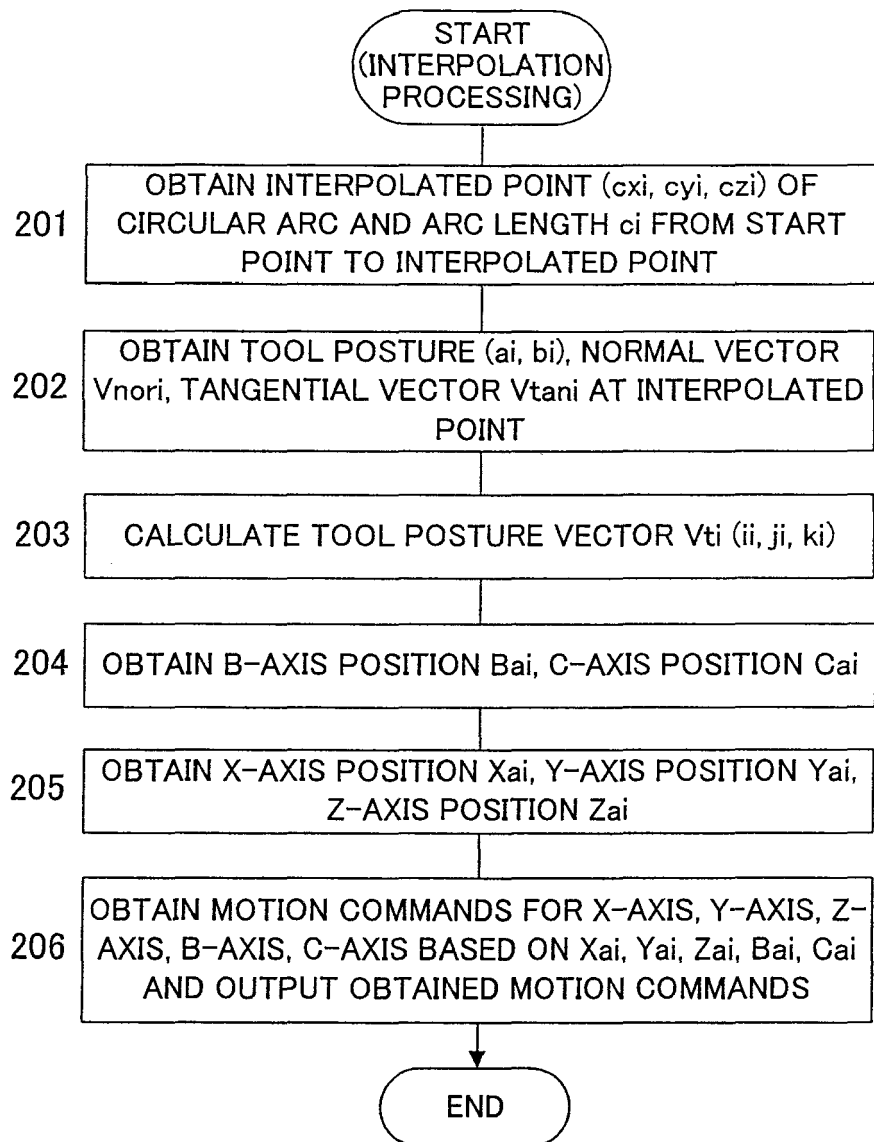 START
(INTERPOLATION
PROCESSING)
201
OBTAIN INTERPOLATED POINT (cxi, cyi, czi) OF
CIRCULAR ARC AND ARC LENGTH ci FROM START
POINT TO INTERPOLATED POINT
202
OBTAIN TOOL POSTURE (ai, bi), NORMAL VECTOR
Vnori, TANGENTIAL VECTOR Vtani AT INTERPOLATED
POINT
203
CALCULATE TOOL POSTURE VECTOR Vti (ii, ji, ki)
204
OBTAIN B-AXIS POSITION Bai, C-AXIS POSITION Cai
205
OBTAIN X-AXIS POSITION Xai, Y-AXIS POSITION Yai,
Z-AXIS POSITION Zai
206
OBTAIN MOTION COMMANDS FOR X-AXIS, Y-AXIS, Z-
AXIS, B-AXIS, C-AXIS BASED ON Xai, Yai, Zai, Bai, Cai
AND OUTPUT OBTAINED MOTION COMMANDS
END